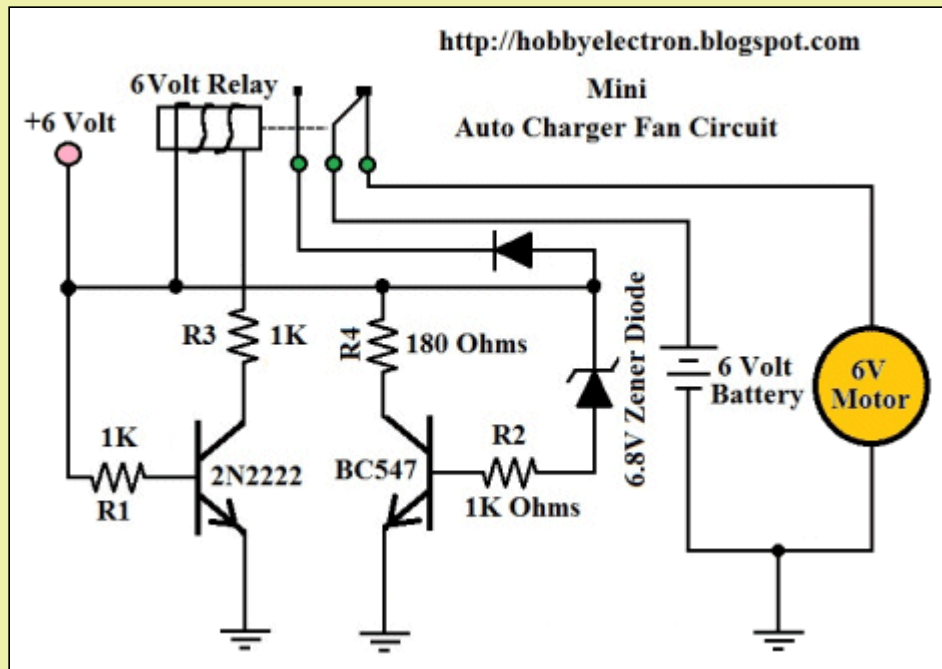 http://hobbyelectron.blogspot.com
Mini
Auto Charger Fan Circuit
6Volt Relay
+6 Volt
R3
1K
R4
180 Ohms
6.8V Zener Diode
6 Volt
Battery
6V
Motor
1K
R1
2N2222
BC547
R2
1K Ohms